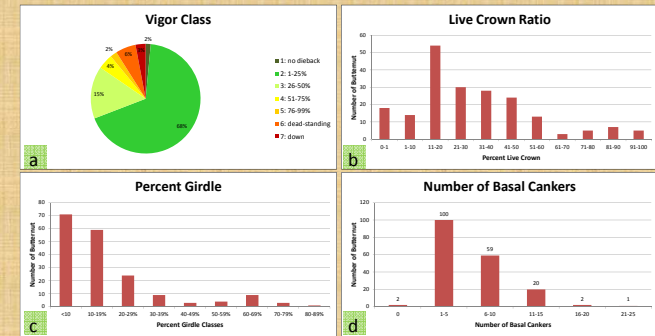 Vigor Class
2%
2%
4%
15%
68%
1: no dieback
2: 1-25%
3: 26-50%
4: 51-75%
5: 76-99%
6: dead-standing
7: down
a
Live Crown Ratio
Number of Butternut
60
50
40
30
20
10
0
0-1 1-10 11-20 21-30 31-40 41-50 51-60 61-70 71-80 81-90 91-100
Percent Live Crown
b
Percent Girdle
Number of Butternut
80
70
60
50
40
30
20
10
0
<10 10-19% 20-29% 30-39% 40-49% 50-59% 60-69% 70-79% 80-89%
Percent Girdle Classes
c
Number of Basal Cankers
Number of Butternut
120
100
80
60
40
20
0
2 100 59 20 2 1
0 1-5 6-10 11-15 16-20 21-25
Number of Basal Cankers
d